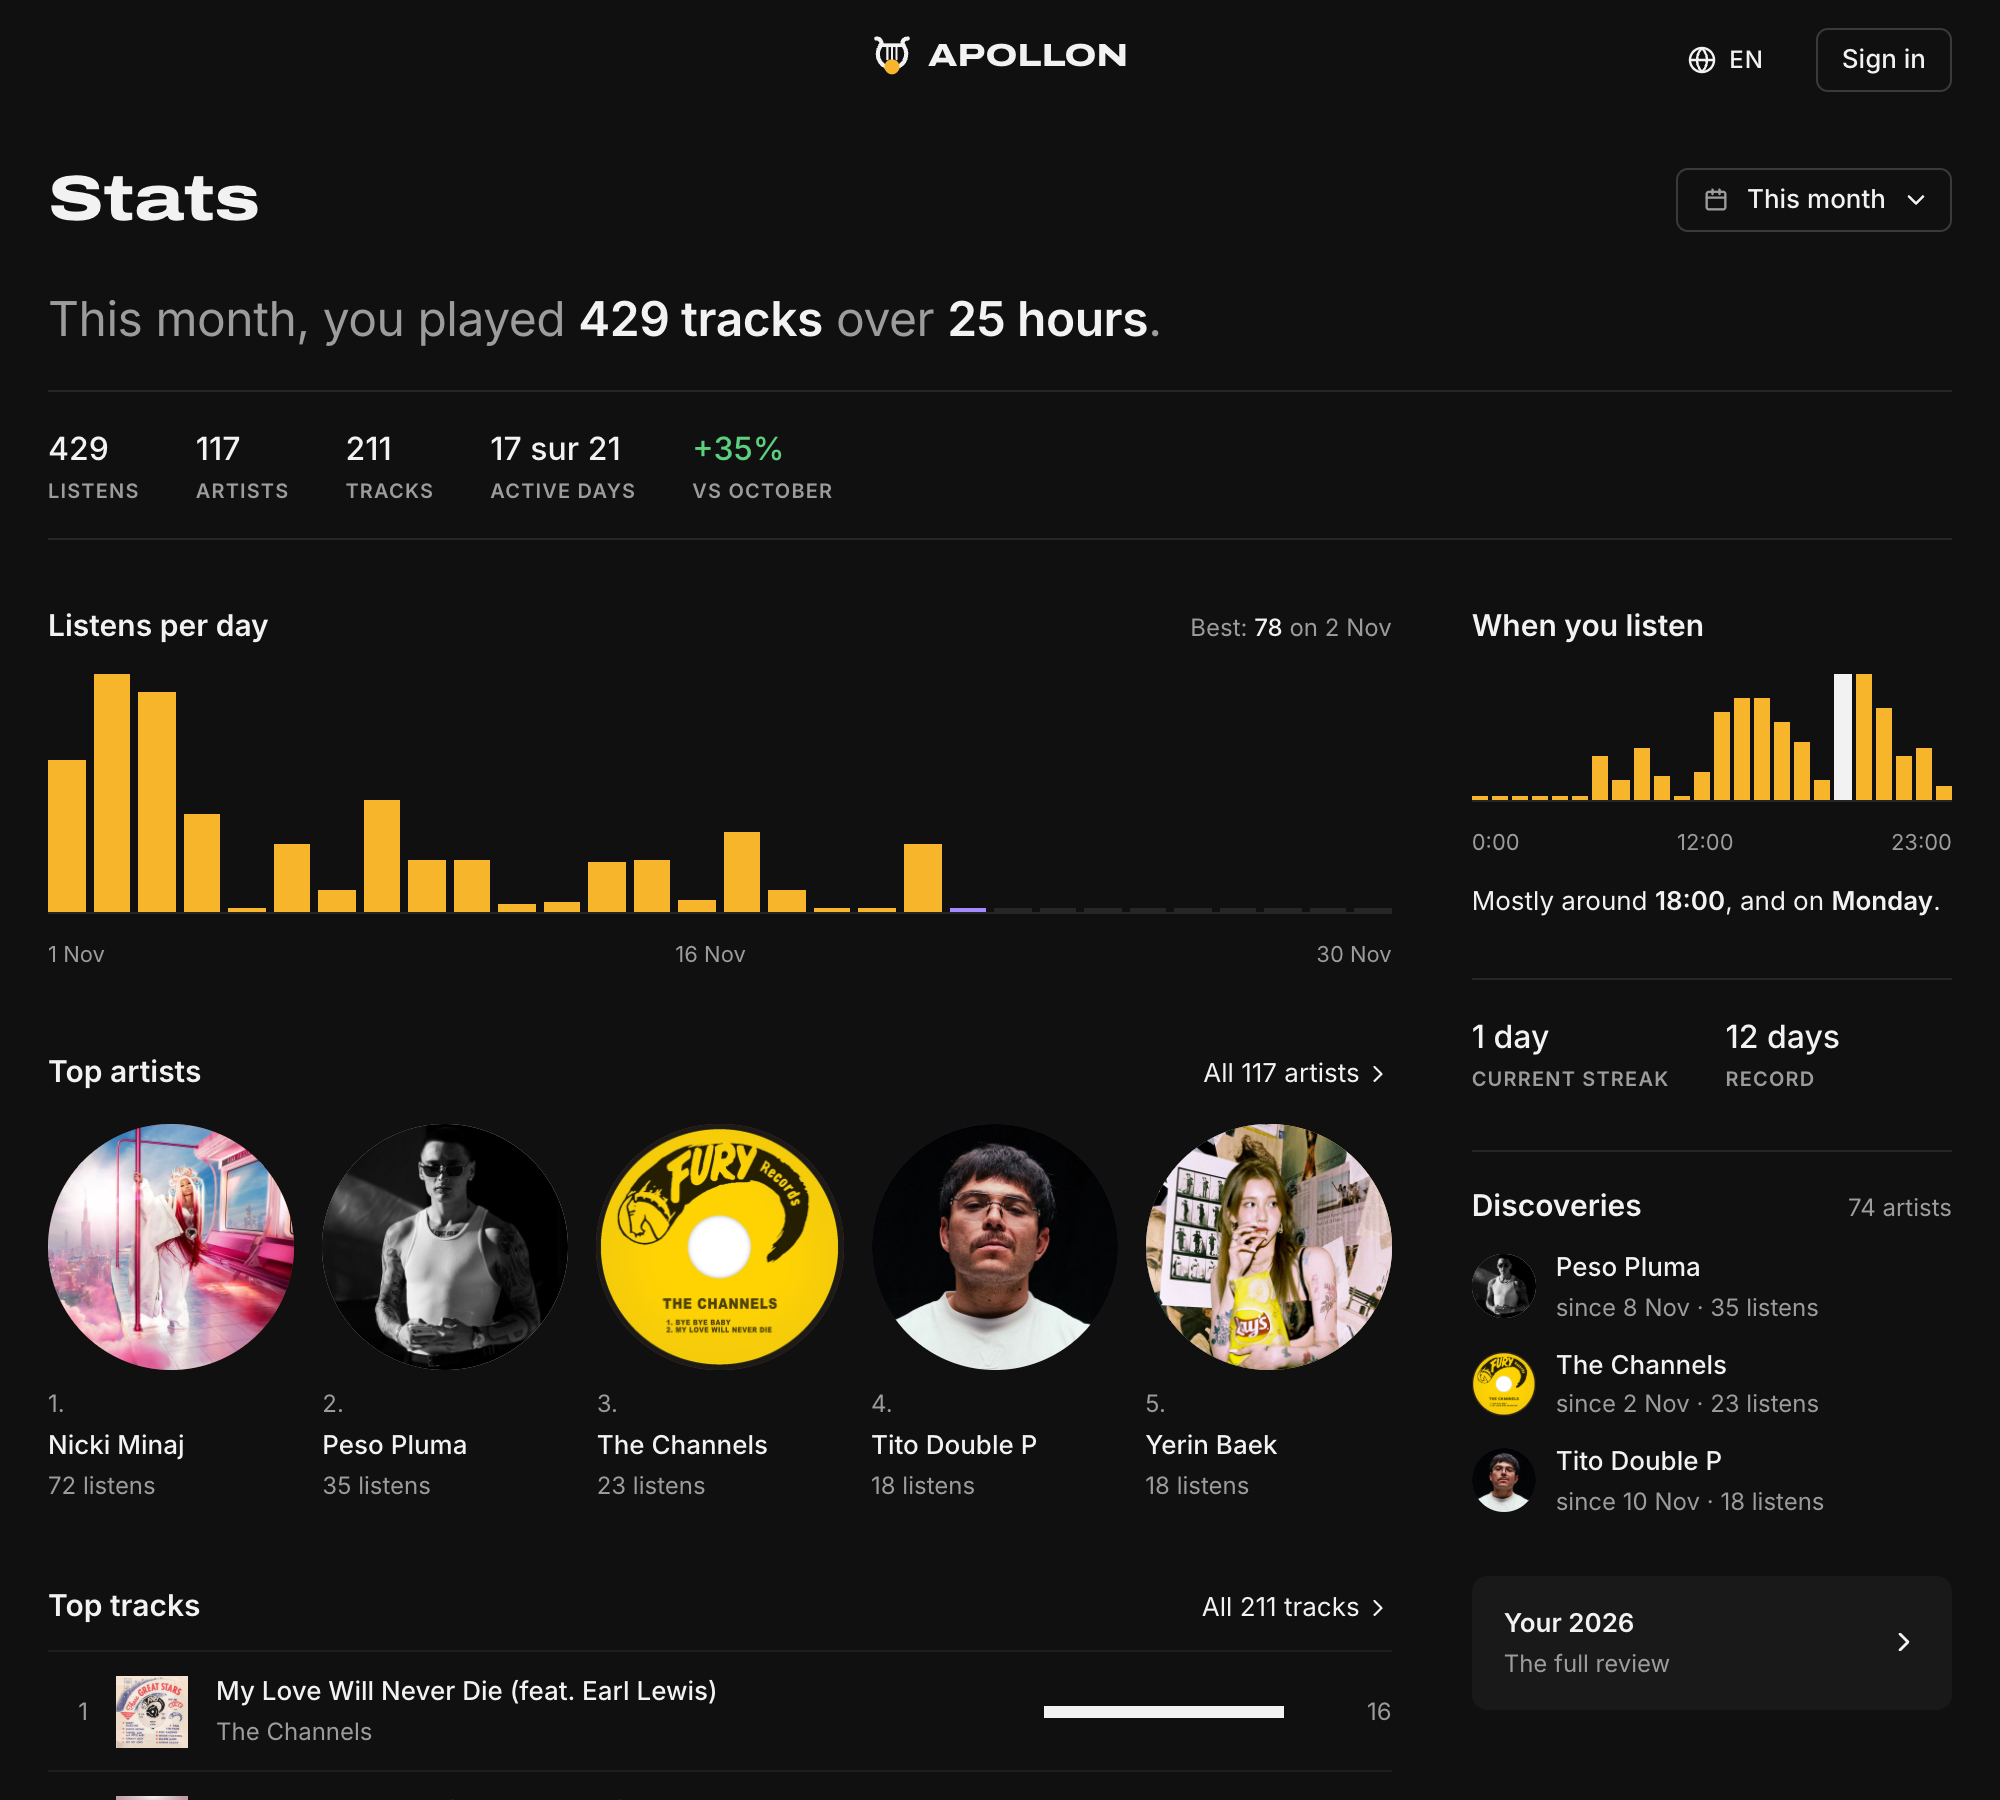 APOLLON
EN
Sign in
Stats
This month
This month, you played 429 tracks over 25 hours.
429
LISTENS
117
ARTISTS
211
TRACKS
17 sur 21
ACTIVE DAYS
+35%
VS OCTOBER
Listens per day
Best: 78 on 2 Nov
1 Nov
16 Nov
30 Nov
When you listen
0:00
12:00
23:00
Mostly around 18:00, and on Monday.
1 day
CURRENT STREAK
12 days
RECORD
Top artists
All 117 artists
FURY
Records
THE CHANNELS
1. BYE BYE BABY
2. MY LOVE WILL NEVER DIE
Lay's
1.
Nicki Minaj
72 listens
2.
Peso Pluma
35 listens
3.
The Channels
23 listens
4.
Tito Double P
18 listens
5.
Yerin Baek
18 listens
Discoveries
74 artists
Peso Pluma
since 8 Nov · 35 listens
FURY
The Channels
since 2 Nov · 23 listens
Tito Double P
since 10 Nov · 18 listens
Your 2026
The full review
Top tracks
All 211 tracks
1
GREAT STARS
My Love Will Never Die (feat. Earl Lewis)
The Channels
16